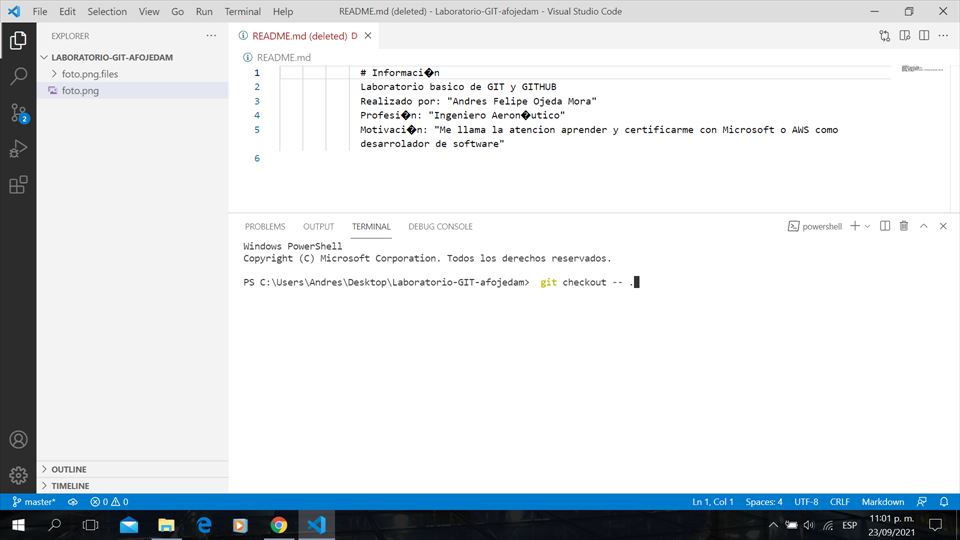 File Edit Selection View Go Run Terminal Help README.md (deleted) - Laboratorio-GIT-afojedam - Visual Studio Code
EXPLORER
LABORATORIO-GIT-AFOJEDAM
foto.png.files
foto.png
2
OUTLINE
TIMELINE
README.md (deleted) D
README.md
1 # Informaci�n
2 Laboratorio basico de GIT y GITHUB
3 Realizado por: "Andres Felipe Ojeda Mora"
4 Profesi�n: "Ingeniero Aeron�utico"
5 Motivaci�n: "Me llama la atencion aprender y certificarme con Microsoft o AWS como
desarrolador de software"
6
PROBLEMS OUTPUT TERMINAL DEBUG CONSOLE powershell
Windows PowerShell
Copyright (C) Microsoft Corporation. Todos los derechos reservados.
PS C:\Users\Andres\Desktop\Laboratorio-GIT-afojedam> git checkout -- .
master* 0 0 Ln 1, Col 1 Spaces: 4 UTF-8 CRLF Markdown
ESP 11:01 p. m.
23/09/2021